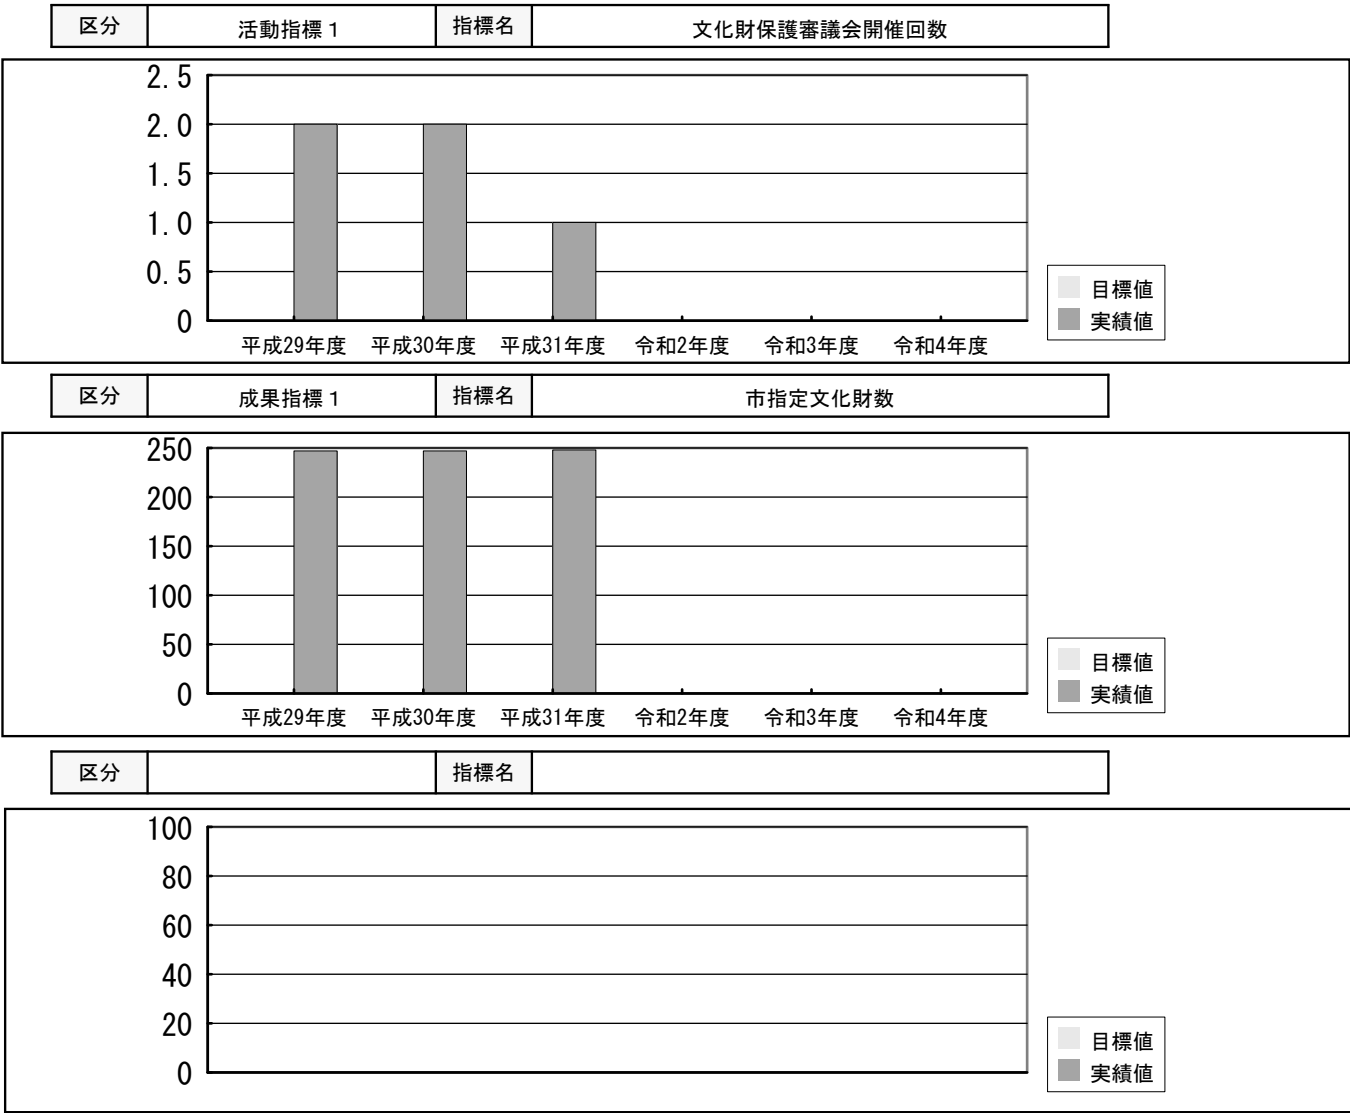 区分 活動指標1 指標名 文化財保護審議会開催回数
2.5
2.0
1.5
1.0
0.5
0
平成29年度 平成30年度 平成31年度 令和2年度 令和3年度 令和4年度
目標値
実績値
区分 成果指標1 指標名 市指定文化財数
250
200
150
100
50
0
平成29年度 平成30年度 平成31年度 令和2年度 令和3年度 令和4年度
目標値
実績値
区分 指標名
100
80
60
40
20
0
目標値
実績値